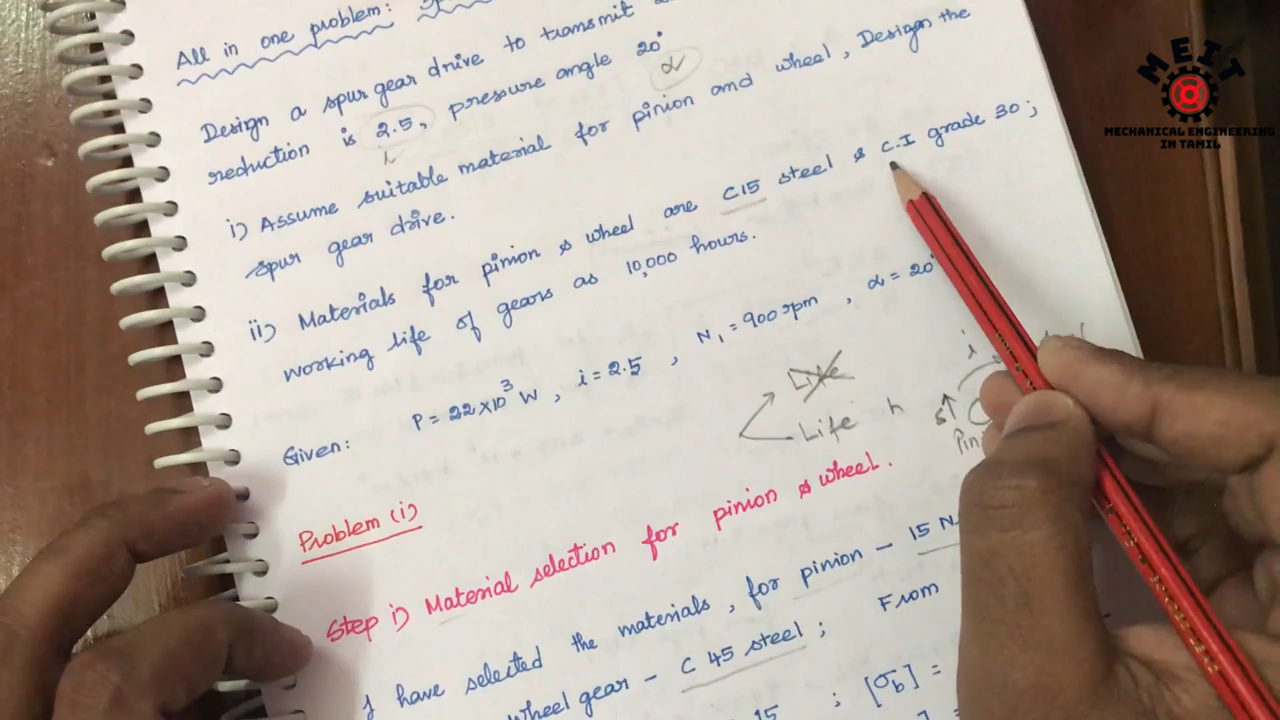 All in one problem:
Design a spur gear drive to transmit
reduction is 2.5, pressure angle 20°
i
α
i) Assume suitable material for pinion and wheel, Design the
spur gear drive.
ii) Materials for pinion & wheel are C15 steel & C.I grade 30;
working life of gears as 10,000 hours.
Given: P = 22×10³ W, i = 2.5, N₁ = 900 rpm, α = 20°
Life
Life h
i
Pin
Problem (i)
Step i) Material selection for pinion & wheel.
I have selected the materials, for pinion - 15 N
wheel gear - C 45 steel; From
15 ; [σb] =
MEIT
MECHANICAL ENGINEERING
IN TAMIL